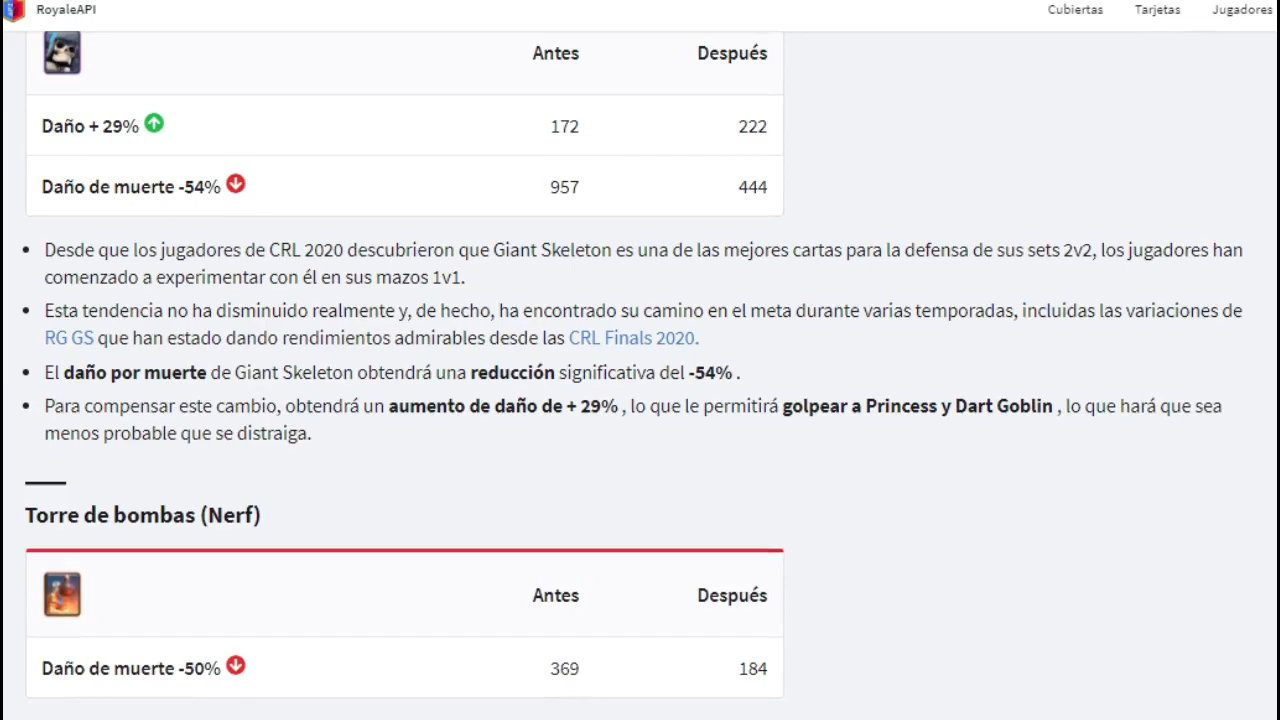 RoyaleAPI Cubiertas Tarjetas Jugadores
Antes Después
Daño + 29% 172 222
Daño de muerte -54% 957 444
• Desde que los jugadores de CRL 2020 descubrieron que Giant Skeleton es una de las mejores cartas para la defensa de sus sets 2v2, los jugadores han
comenzado a experimentar con él en sus mazos 1v1.
• Esta tendencia no ha disminuido realmente y, de hecho, ha encontrado su camino en el meta durante varias temporadas, incluidas las variaciones de
RG GS que han estado dando rendimientos admirables desde las CRL Finals 2020.
• El daño por muerte de Giant Skeleton obtendrá una reducción significativa del -54% .
• Para compensar este cambio, obtendrá un aumento de daño de + 29% , lo que le permitirá golpear a Princess y Dart Goblin , lo que hará que sea
menos probable que se distraiga.
Torre de bombas (Nerf)
Antes Después
Daño de muerte -50% 369 184